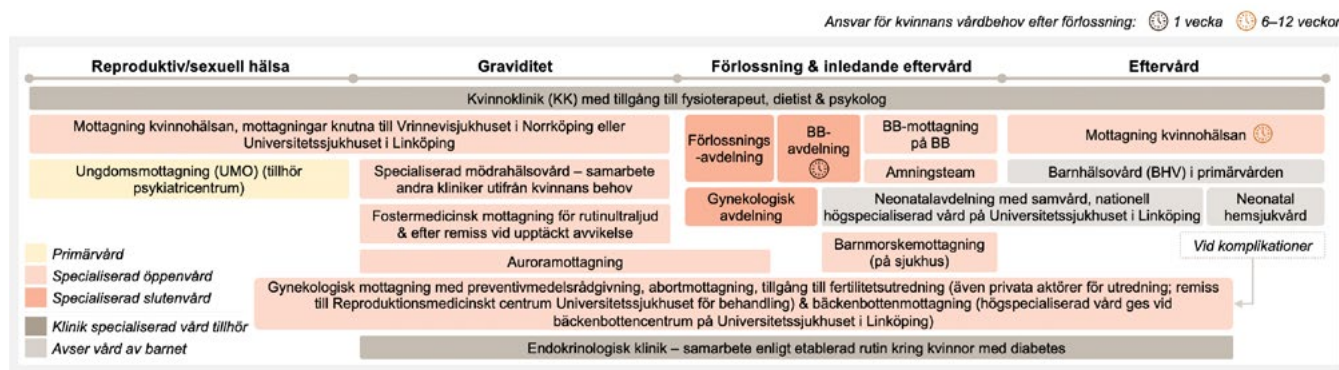 Ansvar för kvinnans vårdbehov efter förlossning: 1 vecka 6–12 veckor
Reproduktiv/sexuell hälsa
Graviditet
Förlossning & inledande eftervård
Eftervård
Kvinnoklinik (KK) med tillgång till fysioterapeut, dietist & psykolog
Mottagning kvinnohälsan, mottagningar knutna till Vrinnevisjukhuset i Norrköping eller
Universitetssjukhuset i Linköping
Förlossnings
-avdelning
BB-
avdelning
BB-mottagning
på BB
Mottagning kvinnohälsan
Ungdomsmottagning (UMO) (tillhör
psykiatricentrum)
Specialiserad mödrahälsovård – samarbete
andra kliniker utifrån kvinnans behov
Amningsteam
Barnhälsovård (BHV) i primärvården
Fostermedicinsk mottagning för rutinultraljud
& efter remiss vid upptäckt avvikelse
Gynekologisk
avdelning
Neonatalavdelning med samvård, nationell
högspecialiserad vård på Universitetssjukhuset i Linköping
Neonatal
hemsjukvård
Auroramottagning
Barnmorskemottagning
(på sjukhus)
Vid komplikationer
Gynekologisk mottagning med preventivmedelsrådgivning, abortmottagning, tillgång till fertilitetsutredning (även privata aktörer för utredning; remiss
till Reproduktionsmedicinskt centrum Universitetssjukhuset för behandling) & bäckenbottenmottagning (högspecialiserad vård ges vid
bäckenbottencentrum på Universitetssjukhuset i Linköping)
Endokrinologisk klinik – samarbete enligt etablerad rutin kring kvinnor med diabetes
Primärvård
Specialiserad öppenvård
Specialiserad slutenvård
Klinik specialiserad vård tillhör
Avser vård av barnet